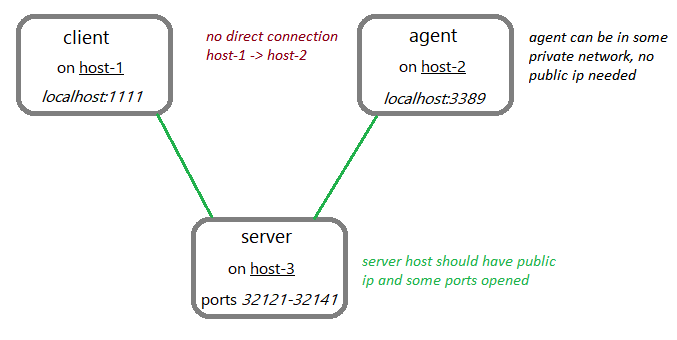 client
on host-1
localhost:1111
no direct connection
host-1 -> host-2
agent
on host-2
localhost:3389
agent can be in some
private network, no
public ip needed
server
on host-3
ports 32121-32141
server host should have public
ip and some ports opened